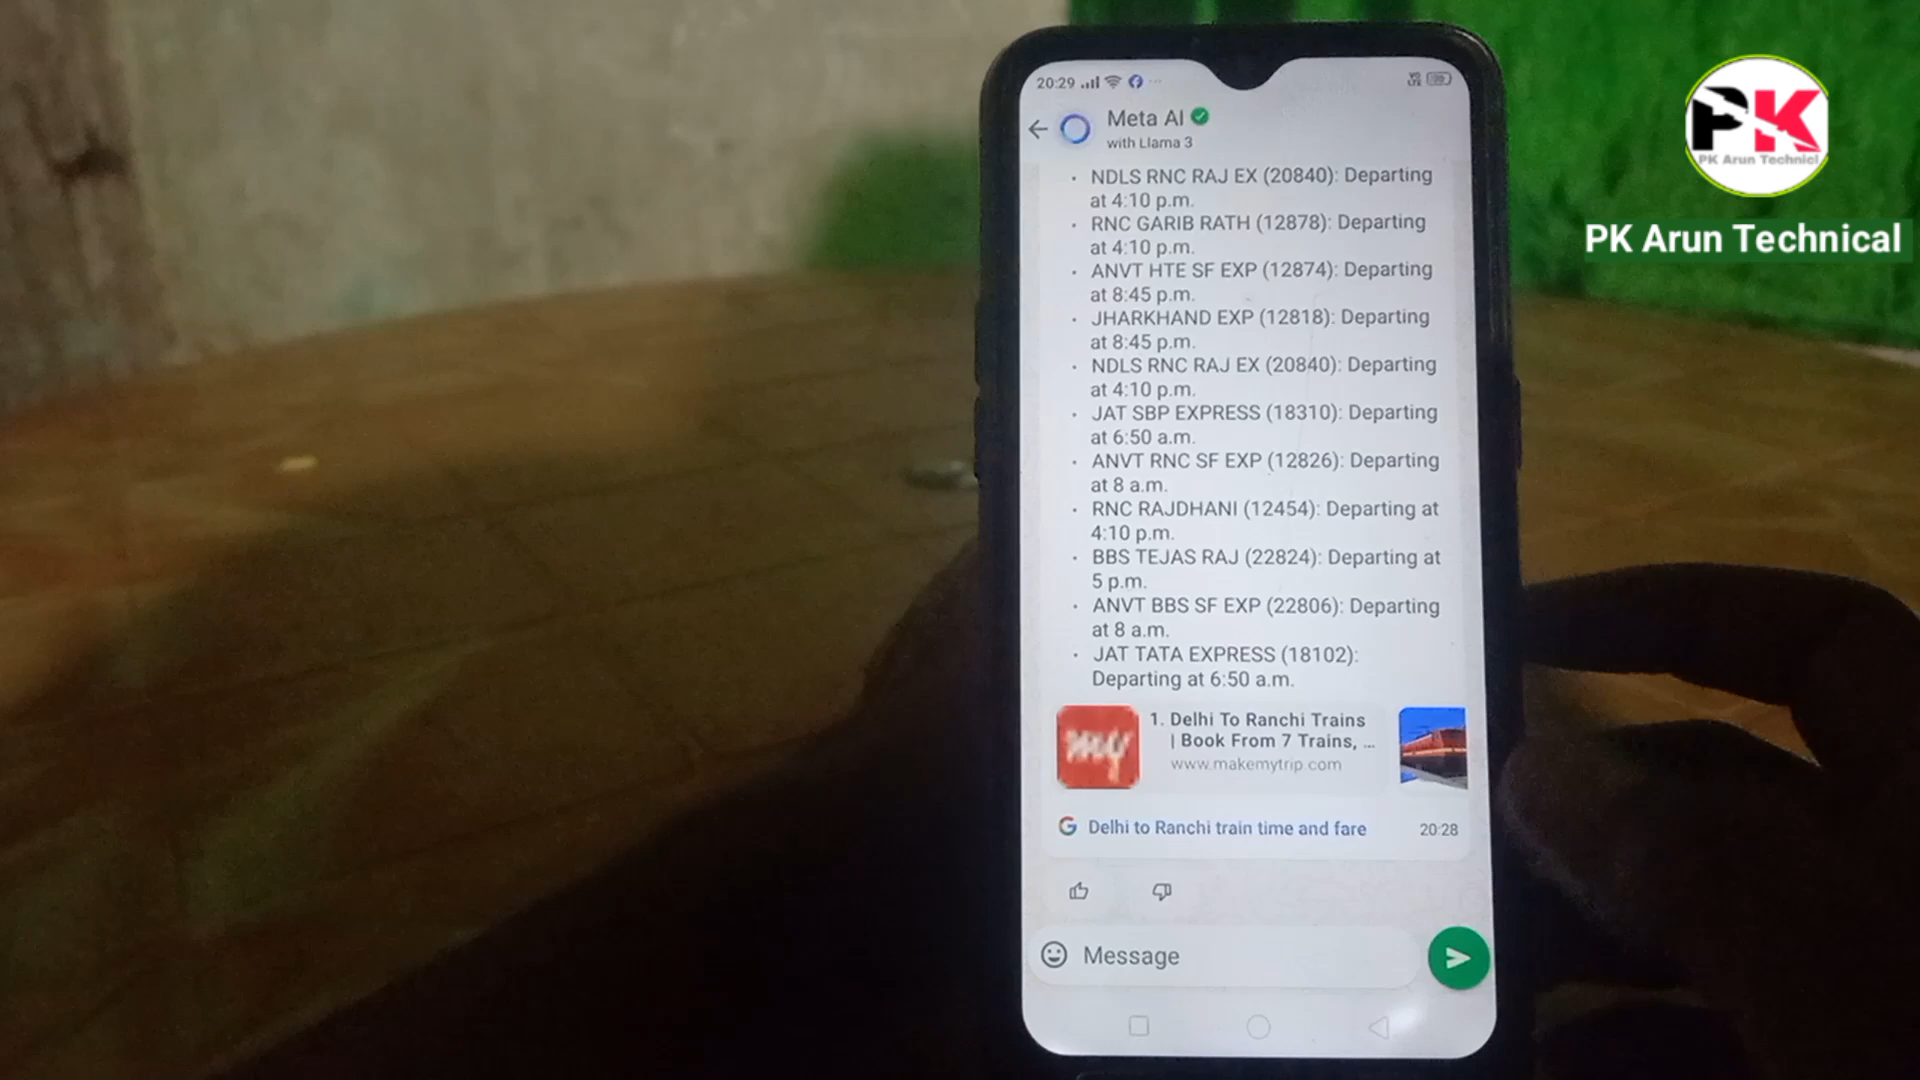 20:29
Meta AI
with Llama 3
• NDLS RNC RAJ EX (20840): Departing
at 4:10 p.m.
• RNC GARIB RATH (12878): Departing
at 4:10 p.m.
• ANVT HTE SF EXP (12874): Departing
at 8:45 p.m.
• JHARKHAND EXP (12818): Departing
at 8:45 p.m.
• NDLS RNC RAJ EX (20840): Departing
at 4:10 p.m.
• JAT SBP EXPRESS (18310): Departing
at 6:50 a.m.
• ANVT RNC SF EXP (12826): Departing
at 8 a.m.
• RNC RAJDHANI (12454): Departing at
4:10 p.m.
• BBS TEJAS RAJ (22824): Departing at
5 p.m.
• ANVT BBS SF EXP (22806): Departing
at 8 a.m.
• JAT TATA EXPRESS (18102):
Departing at 6:50 a.m.
my
1. Delhi To Ranchi Trains
| Book From 7 Trains, ...
www.makemytrip.com
G Delhi to Ranchi train time and fare
20:28
Message
PK
PK Arun Technicl
PK Arun Technical